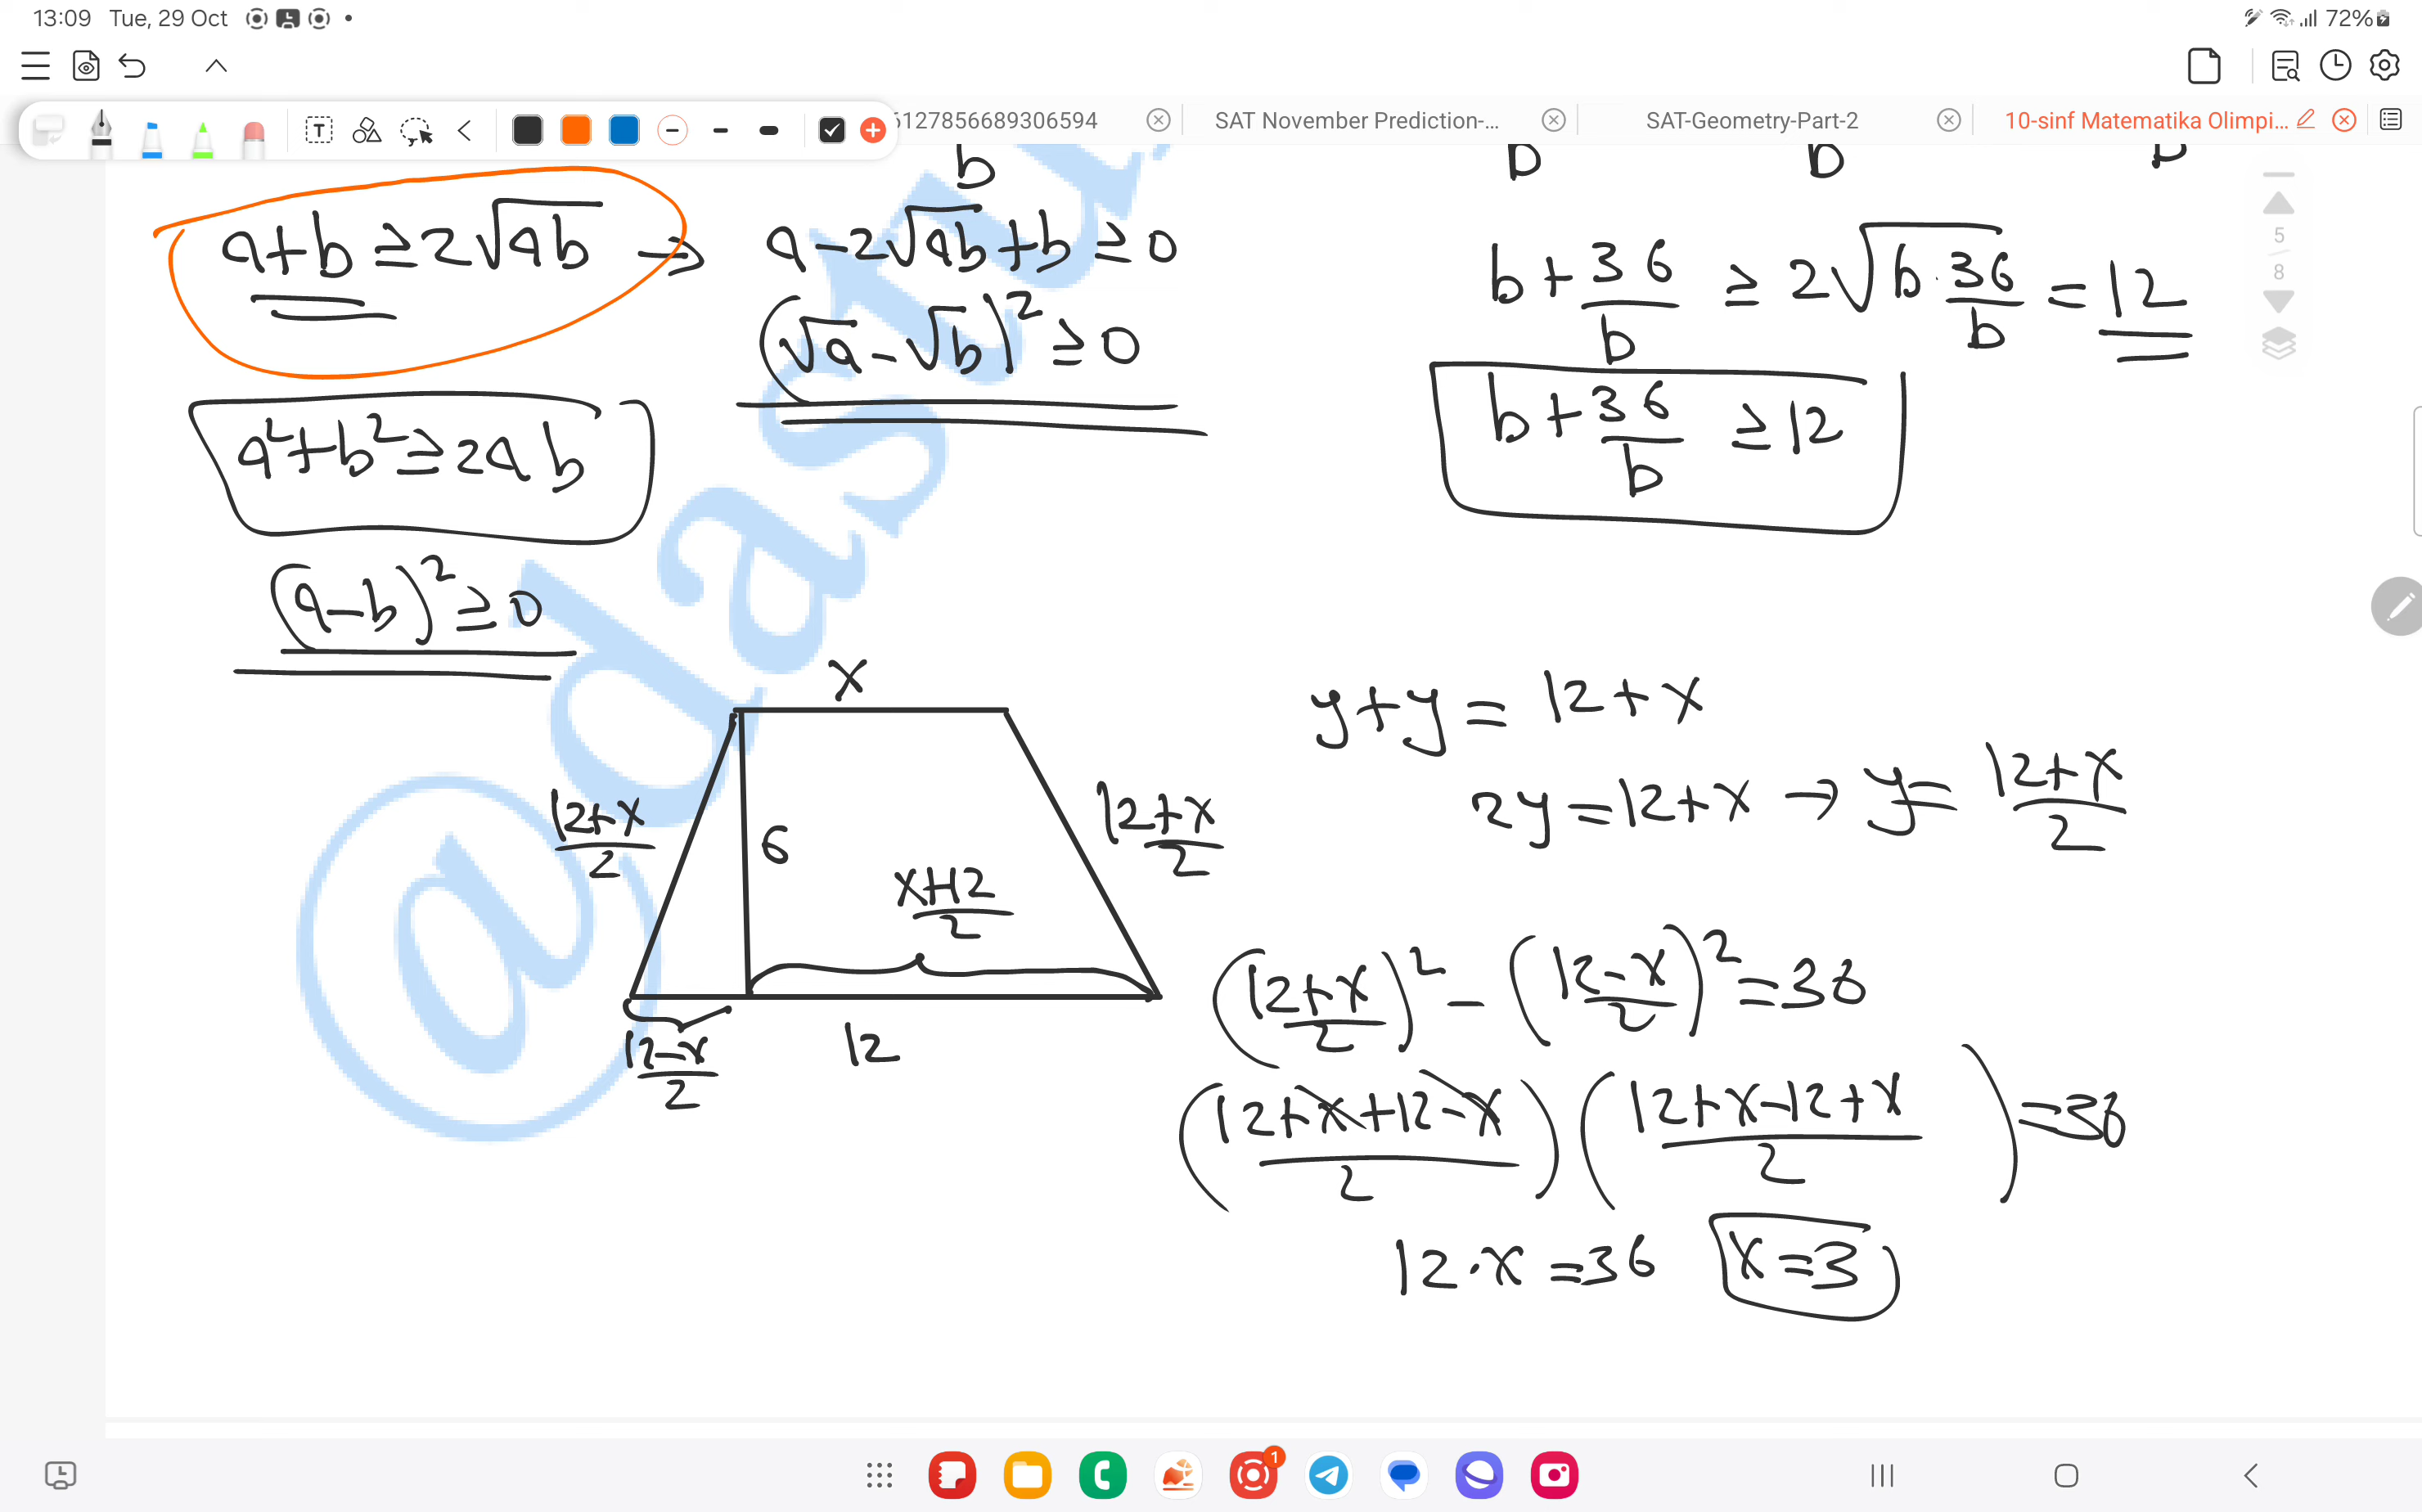 13:09 Tue, 29 Oct
72%
6127856689306594
SAT November Prediction-...
SAT-Geometry-Part-2
10-sinf Matematika Olimpi...
T
b
b
b
b
5
8
a+b ≥ 2√ab →
a-2√ab+b ≥ 0
(√a-√b)² ≥ 0
b+36/b ≥ 2√b·36/b = 12
b+36/b ≥ 12
a²+b² ≥ 2ab
(a-b)² ≥ 0
x
12+x/2
6
12+x/2
x+12/2
12-x/2
12
y+y = 12+x
2y = 12+x → y = 12+x/2
(12+x/2)² - (12-x/2)² = 36
(12+x+12-x/2)(12+x-12+x/2) = 36
12·x = 36
x = 3
@das
1